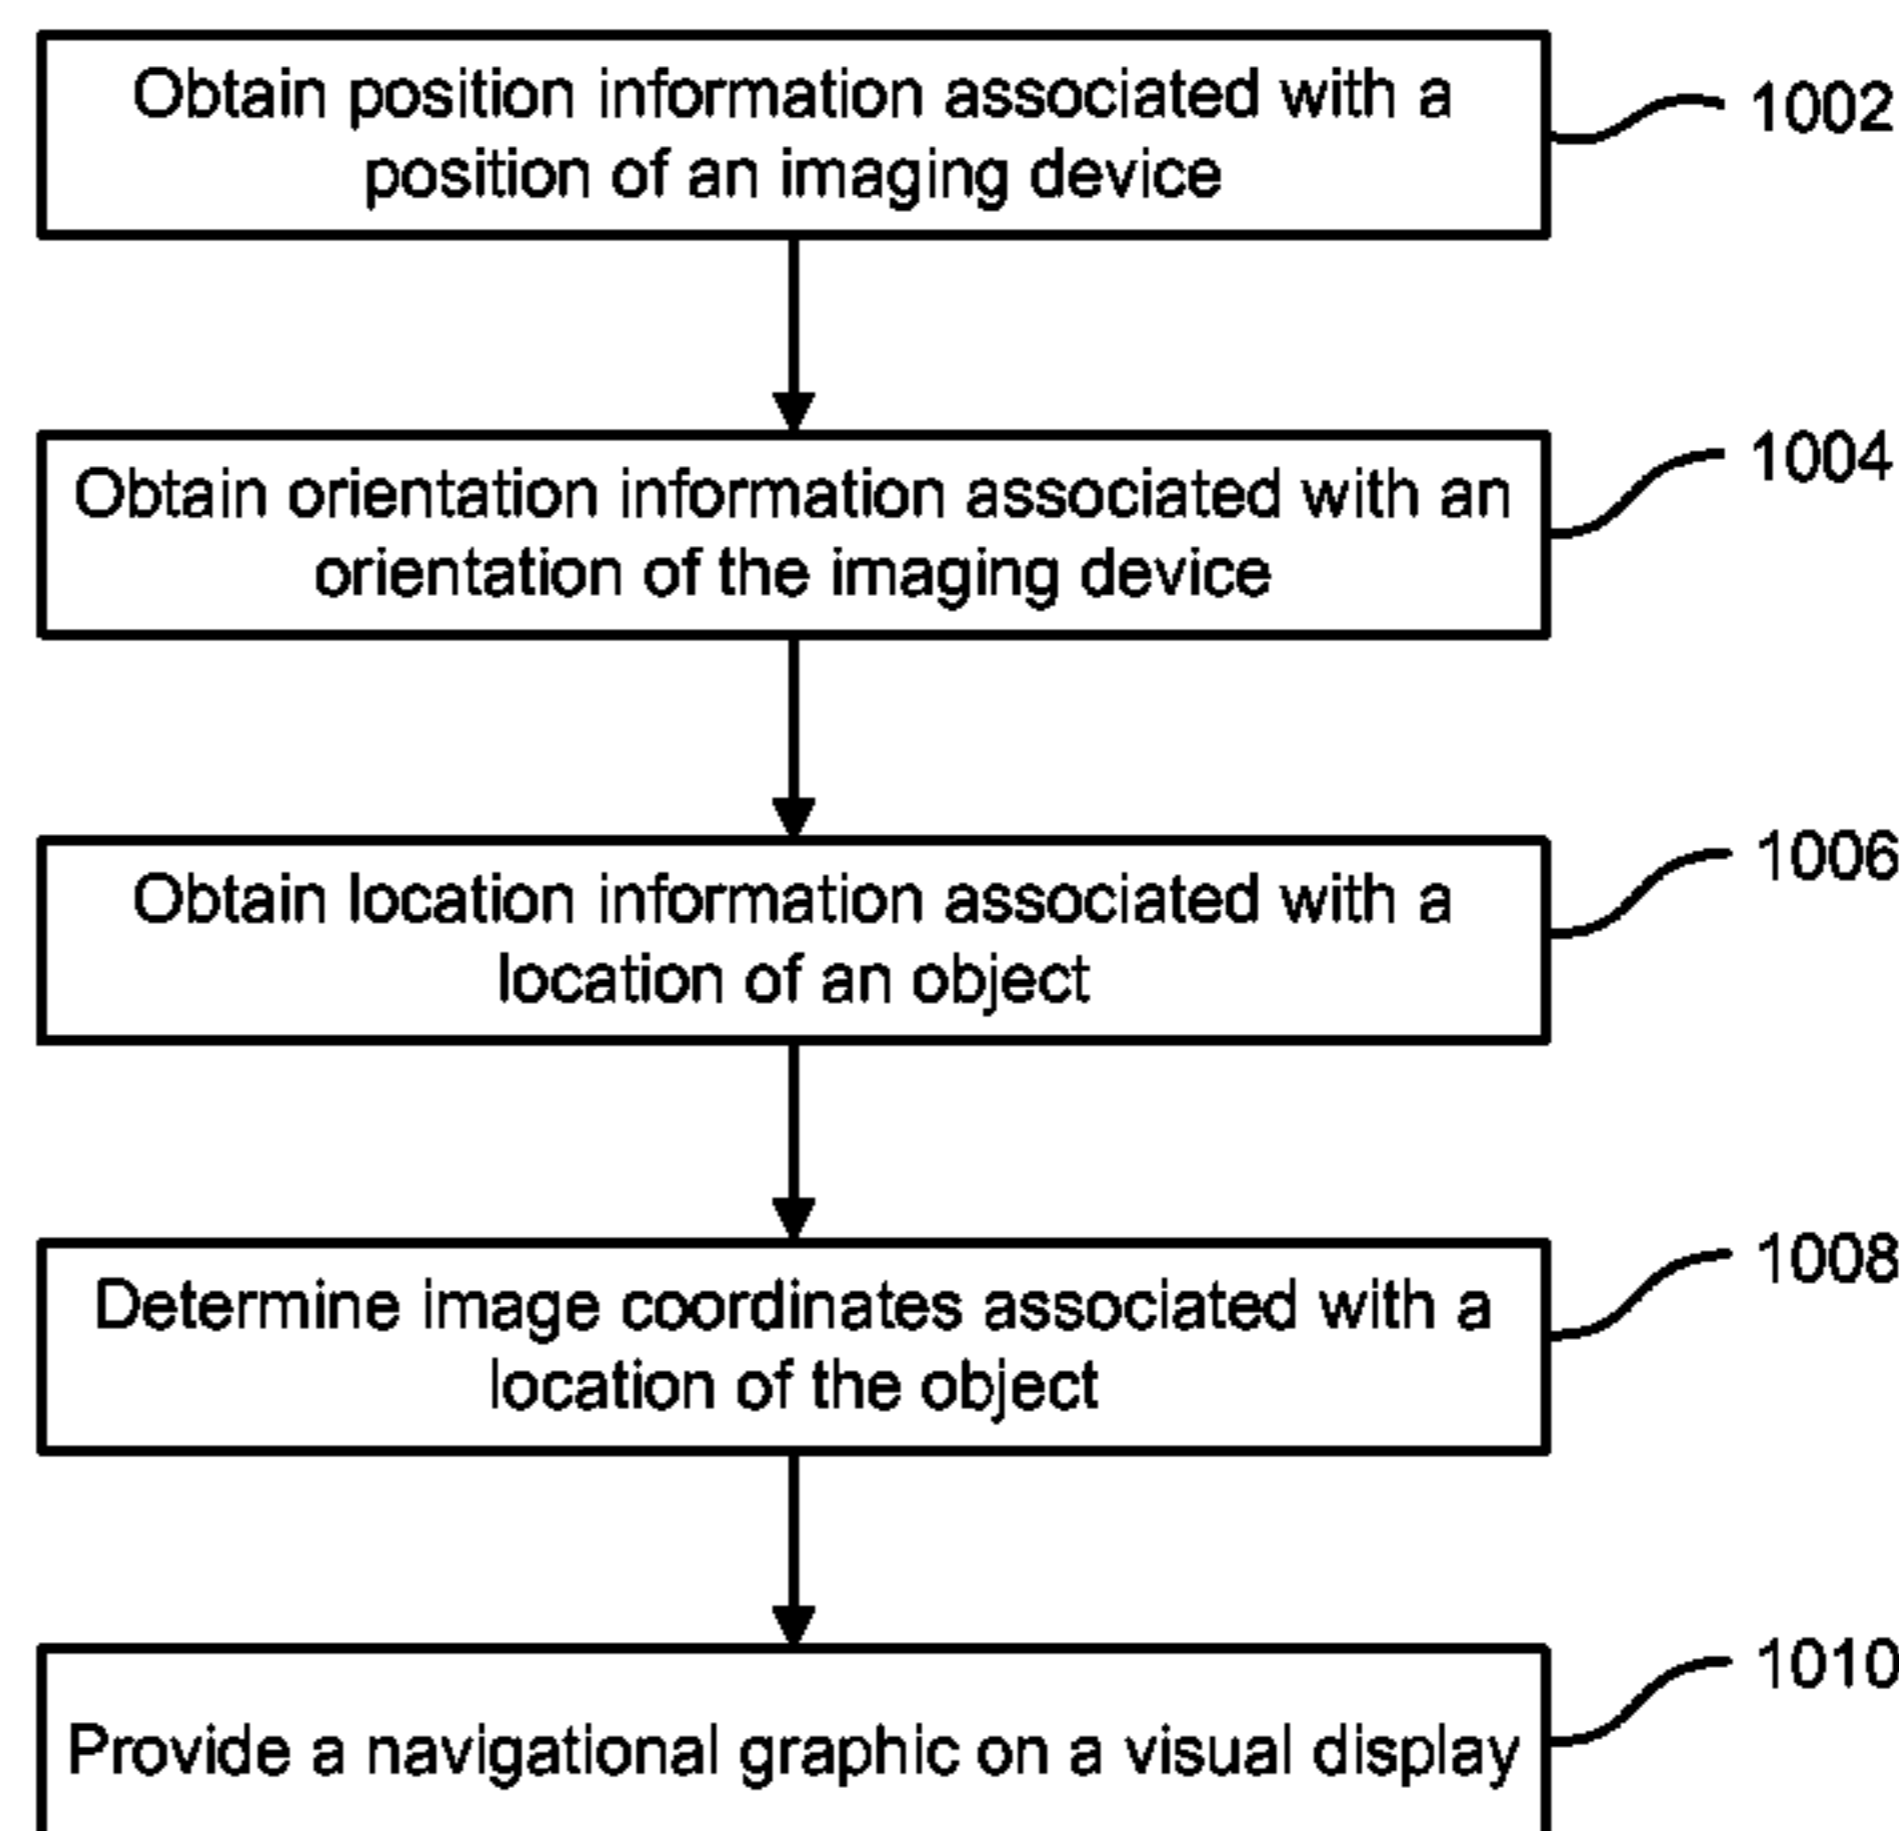 Obtain position information associated with a
position of an imaging device
1002
Obtain orientation information associated with an
orientation of the imaging device
1004
Obtain location information associated with a
location of an object
1006
Determine image coordinates associated with a
location of the object
1008
Provide a navigational graphic on a visual display
1010